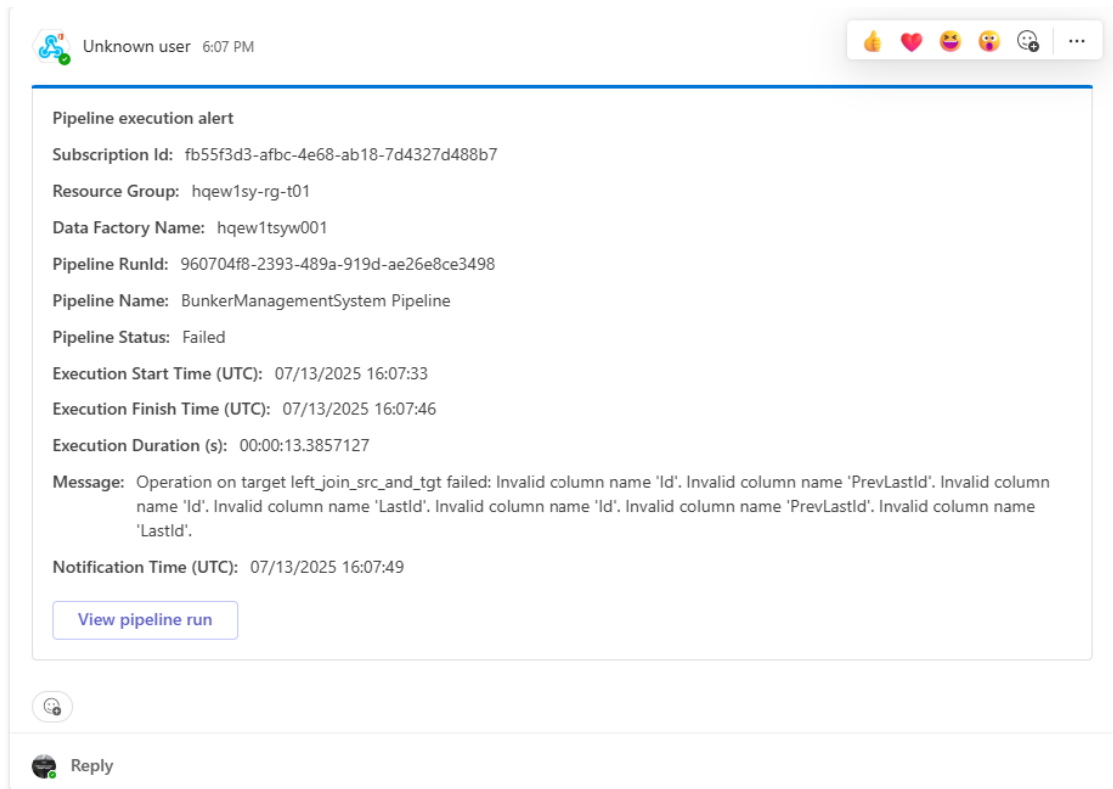 Unknown user 6:07 PM
Pipeline execution alert
Subscription Id: fb55f3d3-afbc-4e68-ab18-7d4327d488b7
Resource Group: hqew1sy-rg-t01
Data Factory Name: hqew1tsyw001
Pipeline RunId: 960704f8-2393-489a-919d-ae26e8ce3498
Pipeline Name: BunkerManagementSystem Pipeline
Pipeline Status: Failed
Execution Start Time (UTC): 07/13/2025 16:07:33
Execution Finish Time (UTC): 07/13/2025 16:07:46
Execution Duration (s): 00:00:13.3857127
Message: Operation on target left_join_src_and_tgt failed: Invalid column name 'Id'. Invalid column name 'PrevLastId'. Invalid column
name 'Id'. Invalid column name 'LastId'. Invalid column name 'Id'. Invalid column name 'PrevLastId'. Invalid column name
'LastId'.
Notification Time (UTC): 07/13/2025 16:07:49
View pipeline run
Reply